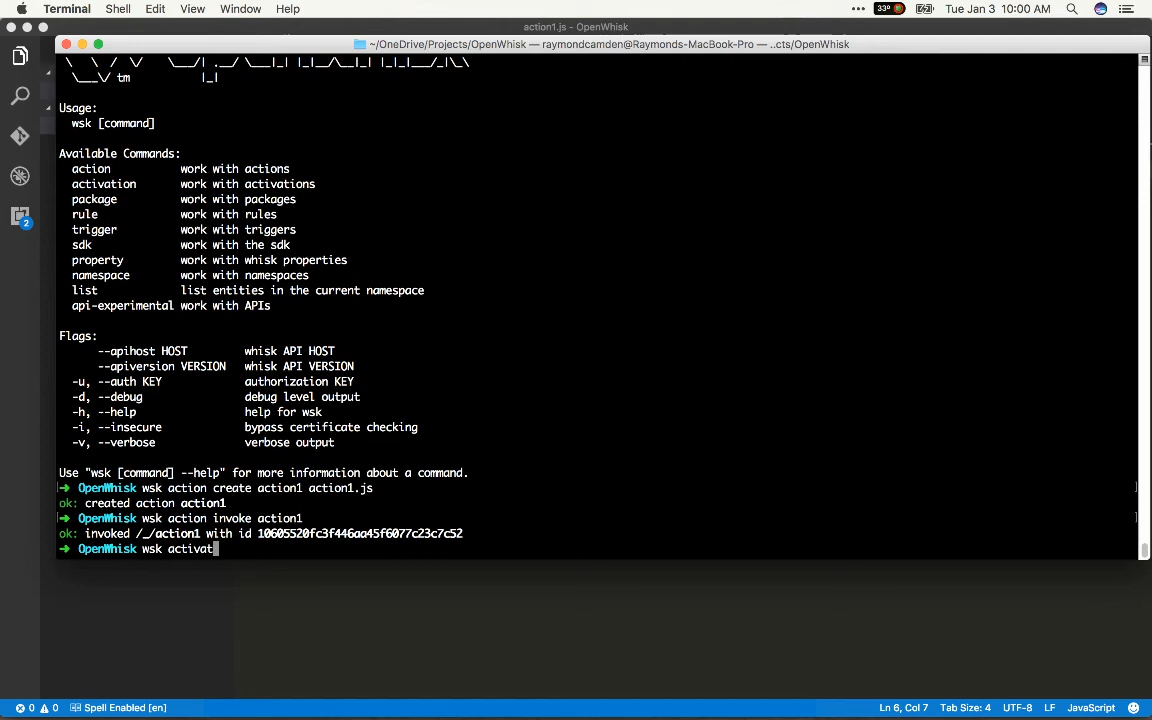 Terminal Shell Edit View Window Help
33° Tue Jan 3 10:00 AM
action1.js - OpenWhisk
~/OneDrive/Projects/OpenWhisk — raymondcamden@Raymonds-MacBook-Pro — ..cts/OpenWhisk
\ \ / \/ \___/| .__/ \___|_| |_|__/\__|_| |_|_|___/_|\_\
\___\/ tm |_|
Usage:
wsk [command]
Available Commands:
action work with actions
activation work with activations
package work with packages
rule work with rules
trigger work with triggers
sdk work with the sdk
property work with whisk properties
namespace work with namespaces
list list entities in the current namespace
api-experimental work with APIs
Flags:
--apihost HOST whisk API HOST
--apiversion VERSION whisk API VERSION
-u, --auth KEY authorization KEY
-d, --debug debug level output
-h, --help help for wsk
-i, --insecure bypass certificate checking
-v, --verbose verbose output
Use "wsk [command] --help" for more information about a command.
➜ OpenWhisk wsk action create action1 action1.js
ok: created action action1
➜ OpenWhisk wsk action invoke action1
ok: invoked /_/action1 with id 10605520fc3f446aa45f6077c23c7c52
➜ OpenWhisk wsk activat
2
0 0 Spell Enabled [en] Ln 6, Col 7 Tab Size: 4 UTF-8 LF JavaScript